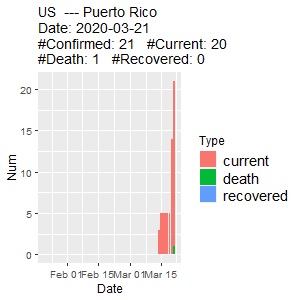 US  --- Puerto Rico
Date: 2020-03-21
#Confirmed: 21   #Current: 20
#Death: 1   #Recovered: 0
20
15
10
5
0
Num
Feb 01
Feb 15
Mar 01
Mar 15
Date
Type
current
death
recovered